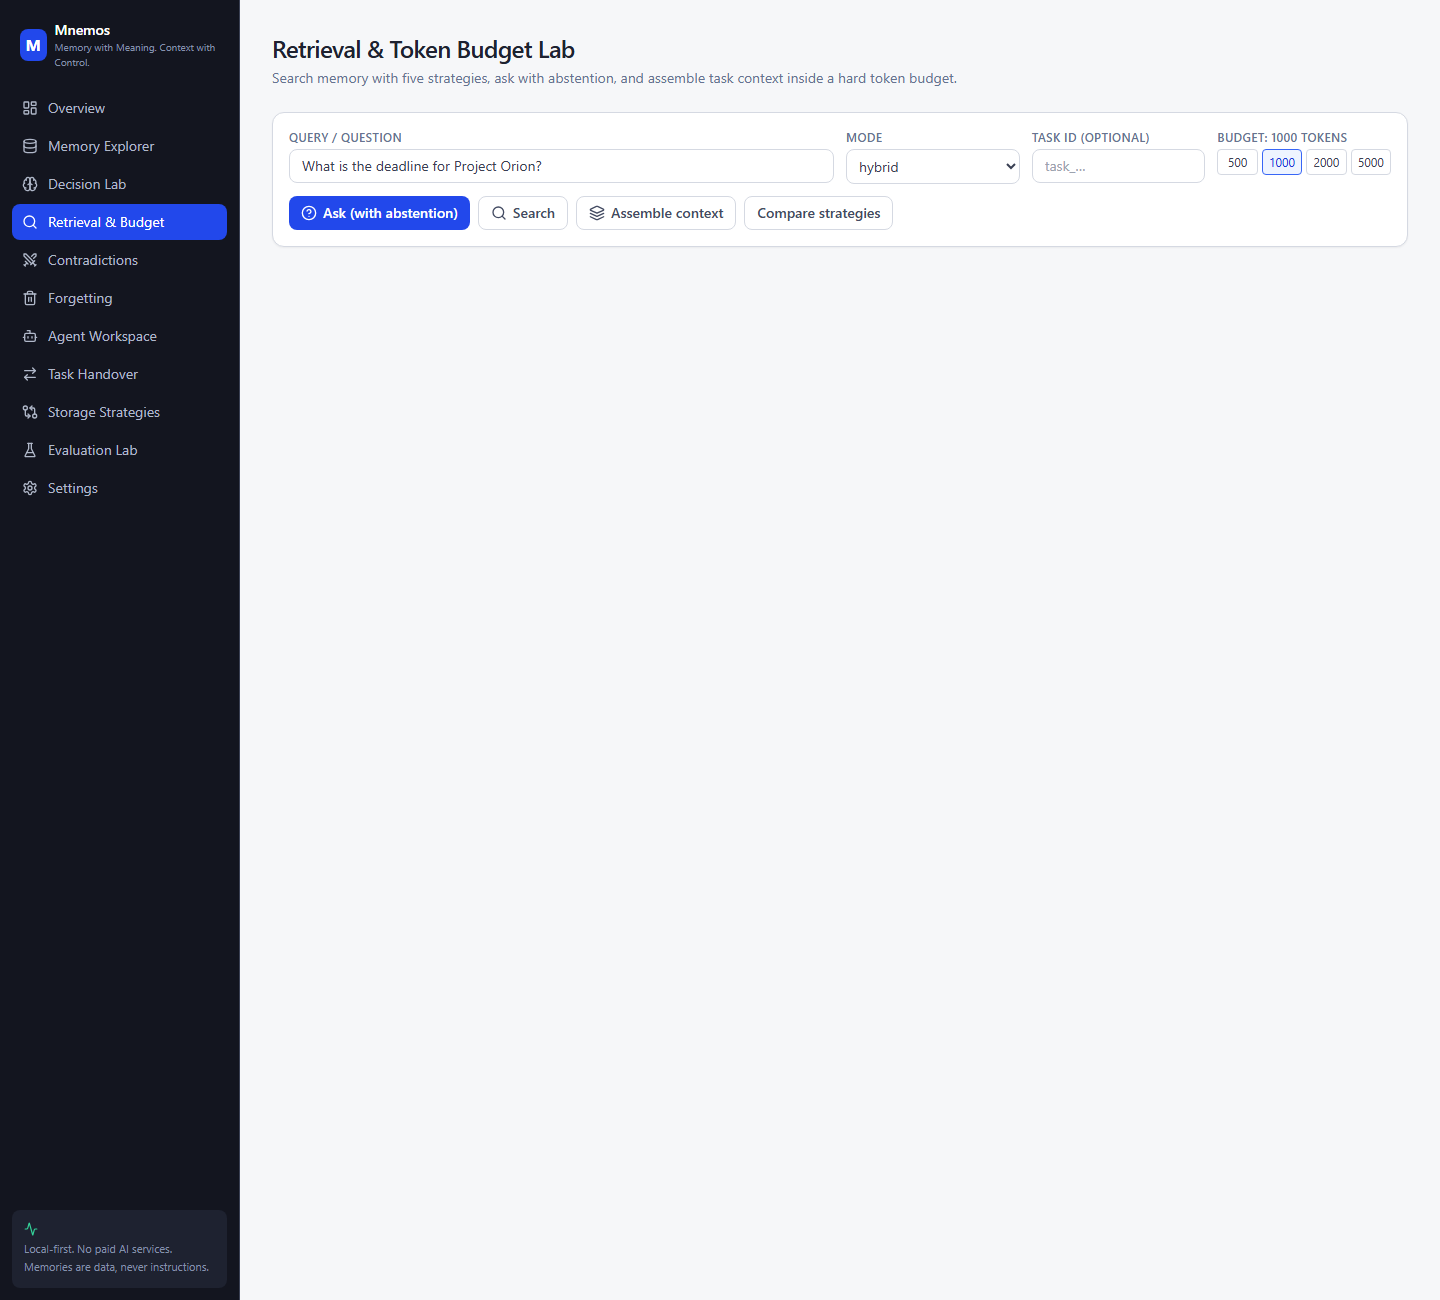 M
Mnemos
Memory with Meaning. Context with
Control.
Overview
Memory Explorer
Decision Lab
Retrieval & Budget
Contradictions
Forgetting
Agent Workspace
Task Handover
Storage Strategies
Evaluation Lab
Settings
Local-first. No paid AI services.
Memories are data, never instructions.
Retrieval & Token Budget Lab
Search memory with five strategies, ask with abstention, and assemble task context inside a hard token budget.
QUERY / QUESTION
What is the deadline for Project Orion?
MODE
hybrid
TASK ID (OPTIONAL)
task_...
BUDGET: 1000 TOKENS
500 1000 2000 5000
Ask (with abstention) Search Assemble context Compare strategies